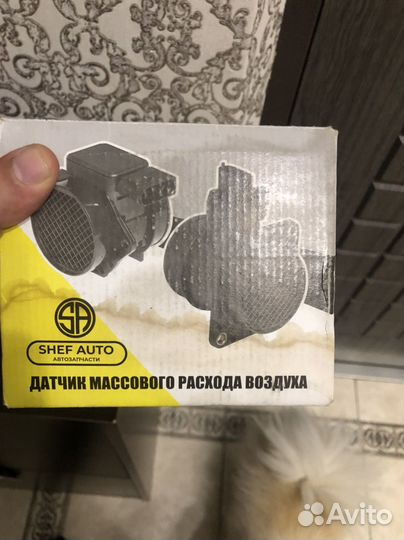 SA
SHEF AUTO
АВТОЗАПЧАСТИ
ДАТЧИК МАССОВОГО РАСХОДА ВОЗДУХА
Avito